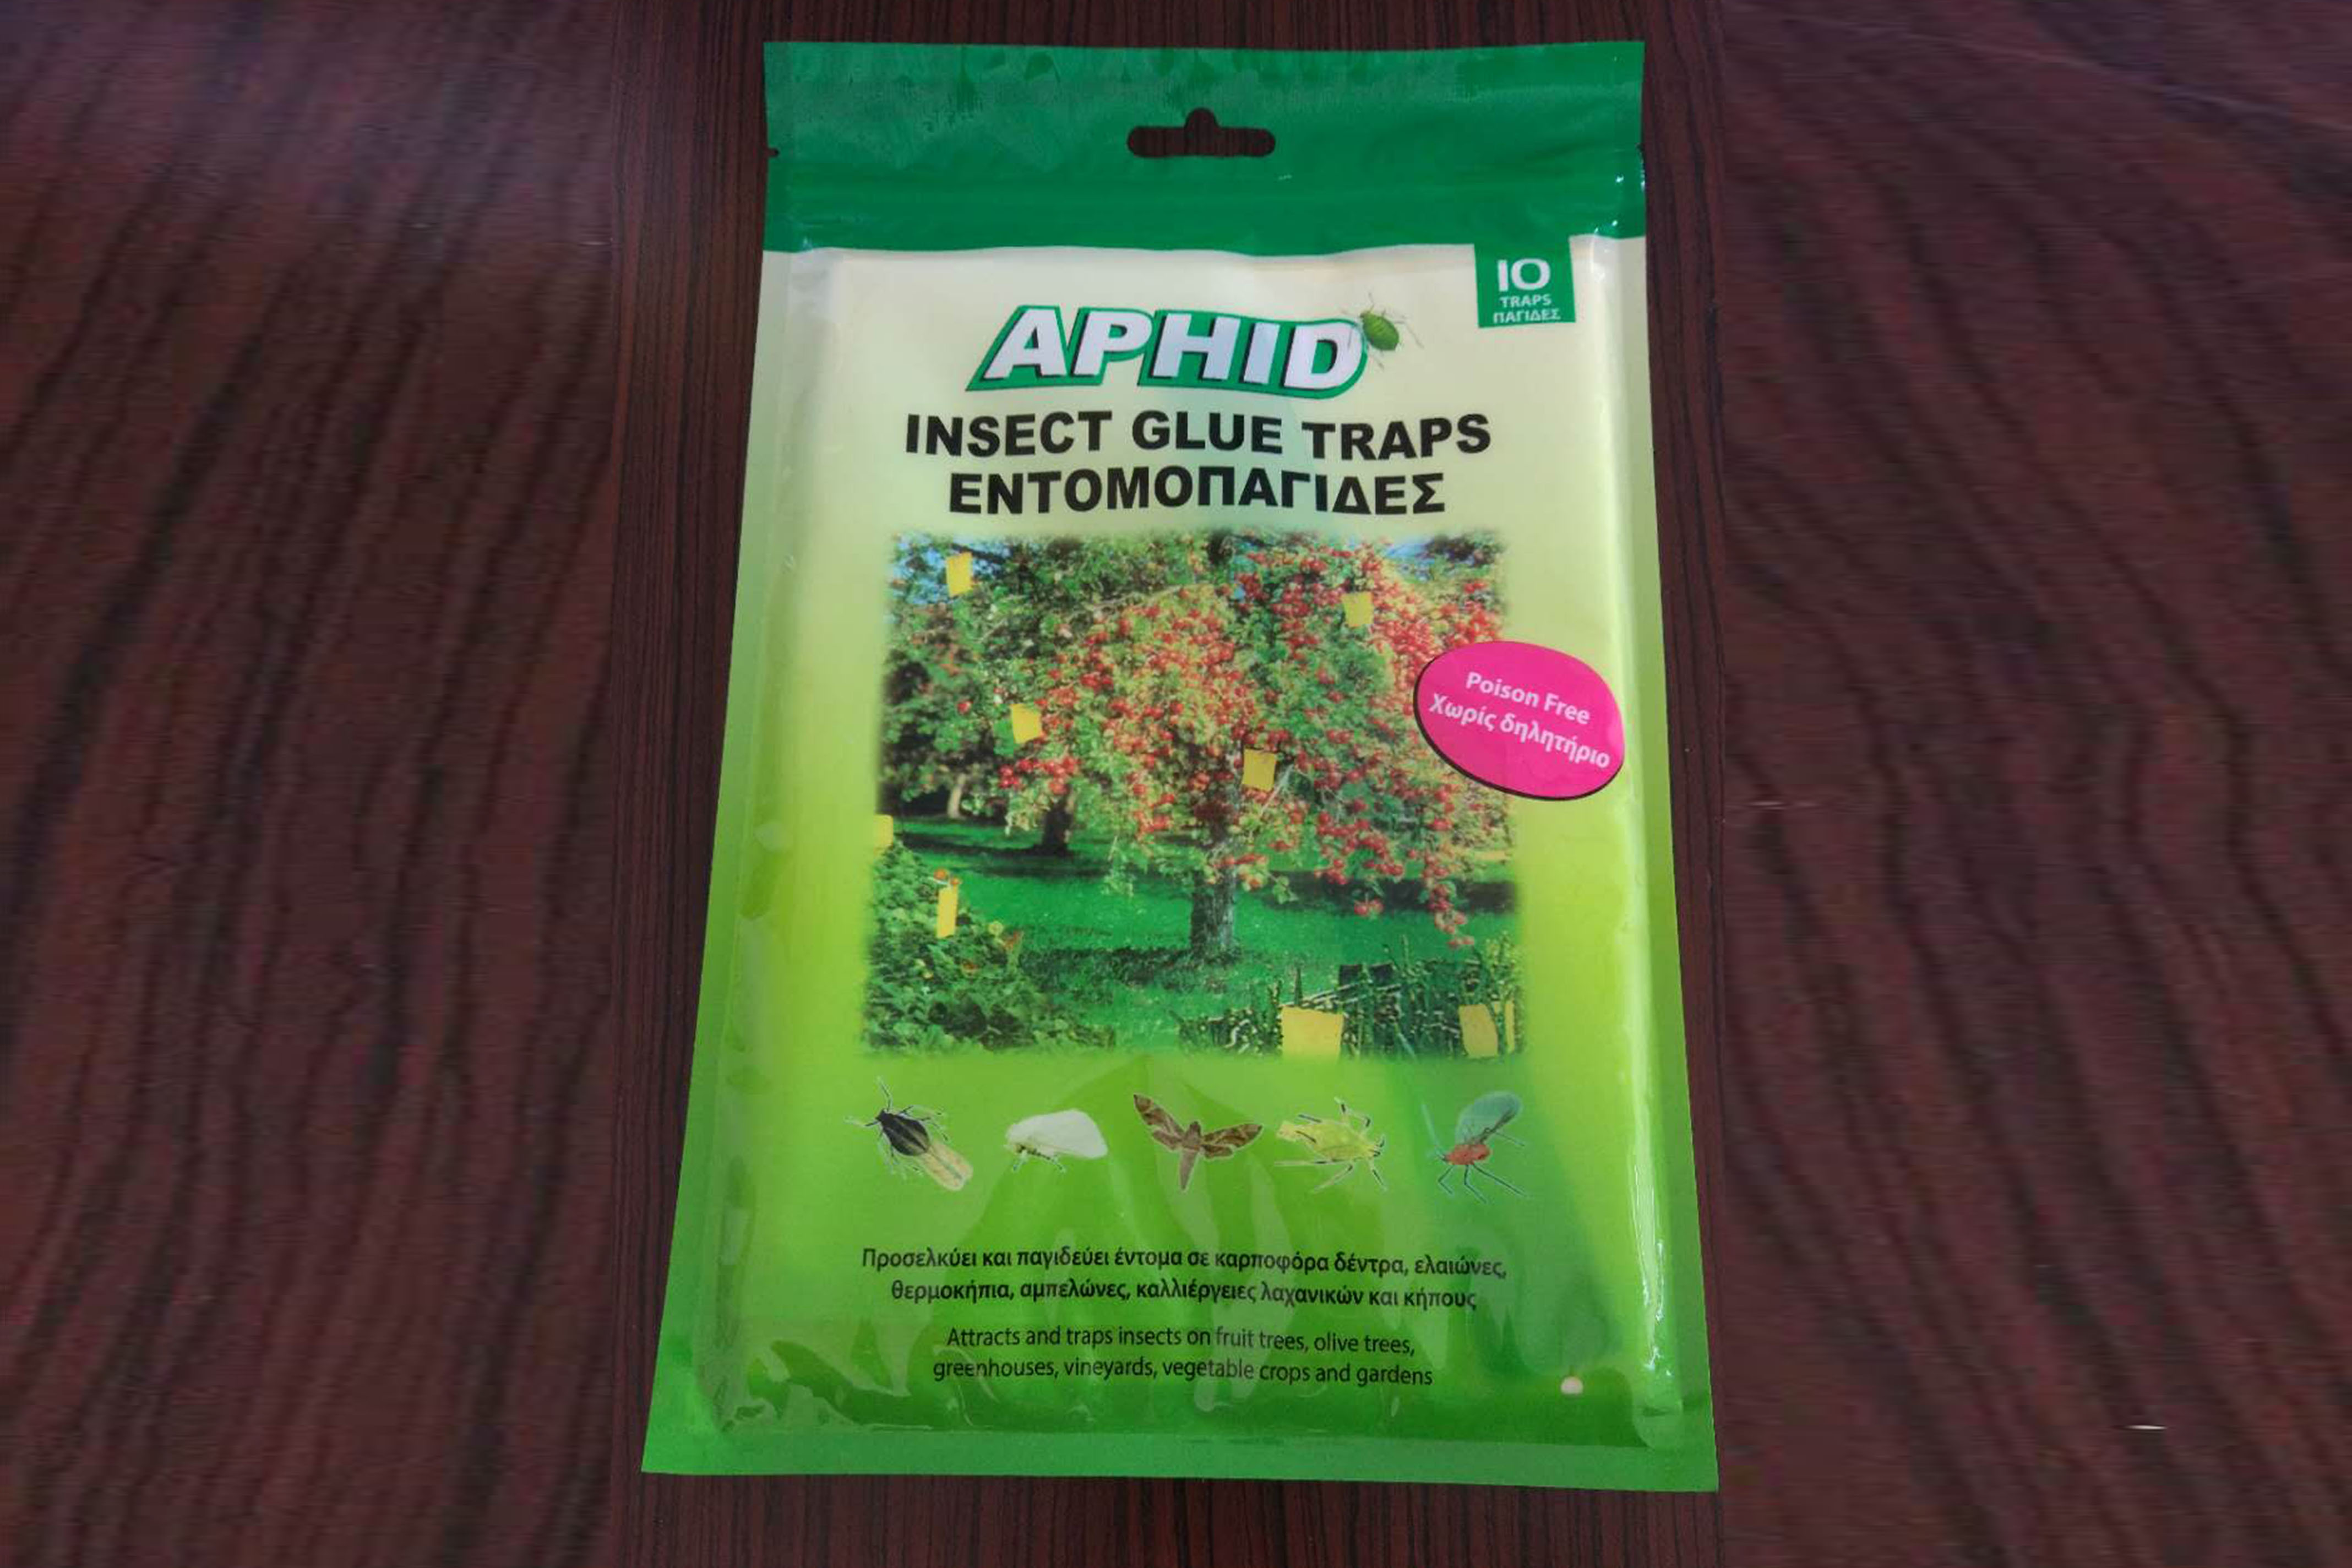 10
TRAPS
ΠΑΓΙΔΕΣ
APHID
INSECT GLUE TRAPS
ΕΝΤΟΜΟΠΑΓΙΔΕΣ
Poison Free
Χωρίς δηλητήριο
Προσελκύει και παγιδεύει έντομα σε καρποφόρα δέντρα, ελαιώνες,
θερμοκήπια, αμπελώνες, καλλιέργειες λαχανικών και κήπους
Attracts and traps insects on fruit trees, olive trees,
greenhouses, vineyards, vegetable crops and gardens